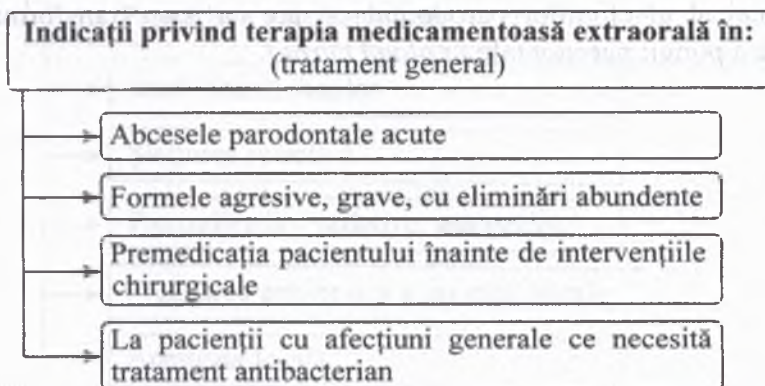 Indicații privind terapia medicamentoasă extraorală în:
(tratament general)
Abcesele parodontale acute
Formele agresive, grave, cu eliminări abundente
Premedicația pacientului înainte de intervențiile
chirurgicale
La pacienții cu afecțiuni generale ce necesită
tratament antibacterian